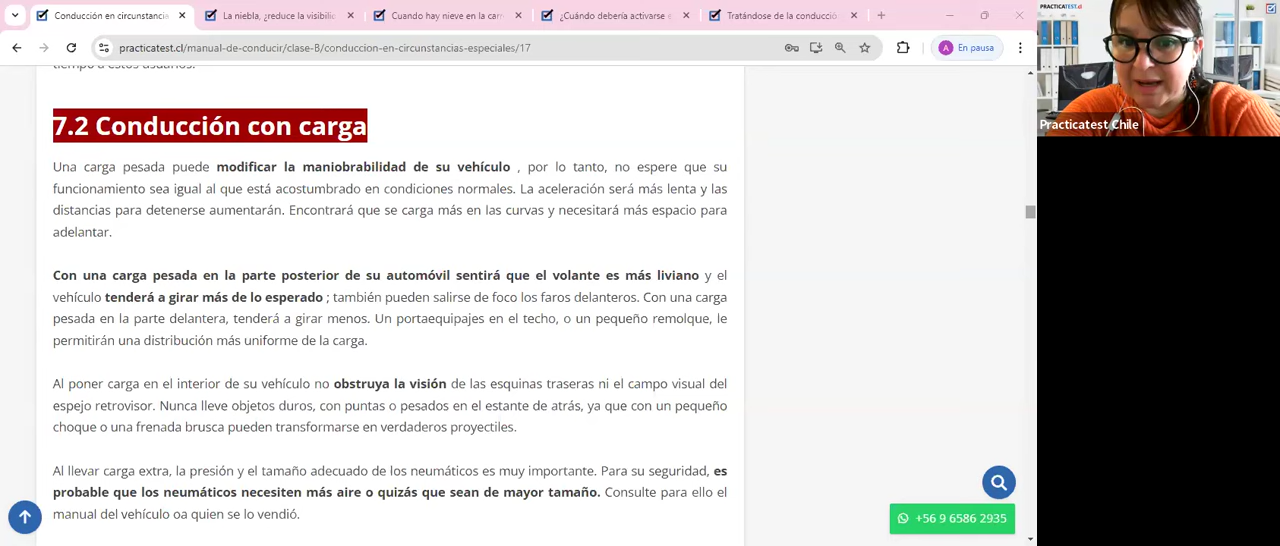 Conducción en circunstancia
La niebla, ¿reduce la visibilic
Cuando hay nieve en la carr
¿Cuándo debería activarse e
Tratándose de la conducció
practicatest.cl/manual-de-conducir/clase-B/conduccion-en-circunstancias-especiales/17
A
En pausa
PRACTICATEST.cl
Practicatest Chile
tiempo a estos usuarios.
7.2 Conducción con carga
Una carga pesada puede modificar la maniobrabilidad de su vehículo , por lo tanto, no espere que su
funcionamiento sea igual al que está acostumbrado en condiciones normales. La aceleración será más lenta y las
distancias para detenerse aumentarán. Encontrará que se carga más en las curvas y necesitará más espacio para
adelantar.
Con una carga pesada en la parte posterior de su automóvil sentirá que el volante es más liviano y el
vehículo tenderá a girar más de lo esperado ; también pueden salirse de foco los faros delanteros. Con una carga
pesada en la parte delantera, tenderá a girar menos. Un portaequipajes en el techo, o un pequeño remolque, le
permitirán una distribución más uniforme de la carga.
Al poner carga en el interior de su vehículo no obstruya la visión de las esquinas traseras ni el campo visual del
espejo retrovisor. Nunca lleve objetos duros, con puntas o pesados en el estante de atrás, ya que con un pequeño
choque o una frenada brusca pueden transformarse en verdaderos proyectiles.
Al llevar carga extra, la presión y el tamaño adecuado de los neumáticos es muy importante. Para su seguridad, es
probable que los neumáticos necesiten más aire o quizás que sean de mayor tamaño. Consulte para ello el
manual del vehículo oa quien se lo vendió.
+56 9 6586 2935